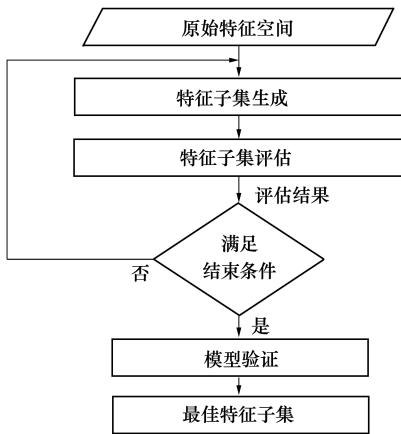 原始特征空间
特征子集生成
特征子集评估
评估结果
满足
结束条件
否
是
模型验证
最佳特征子集